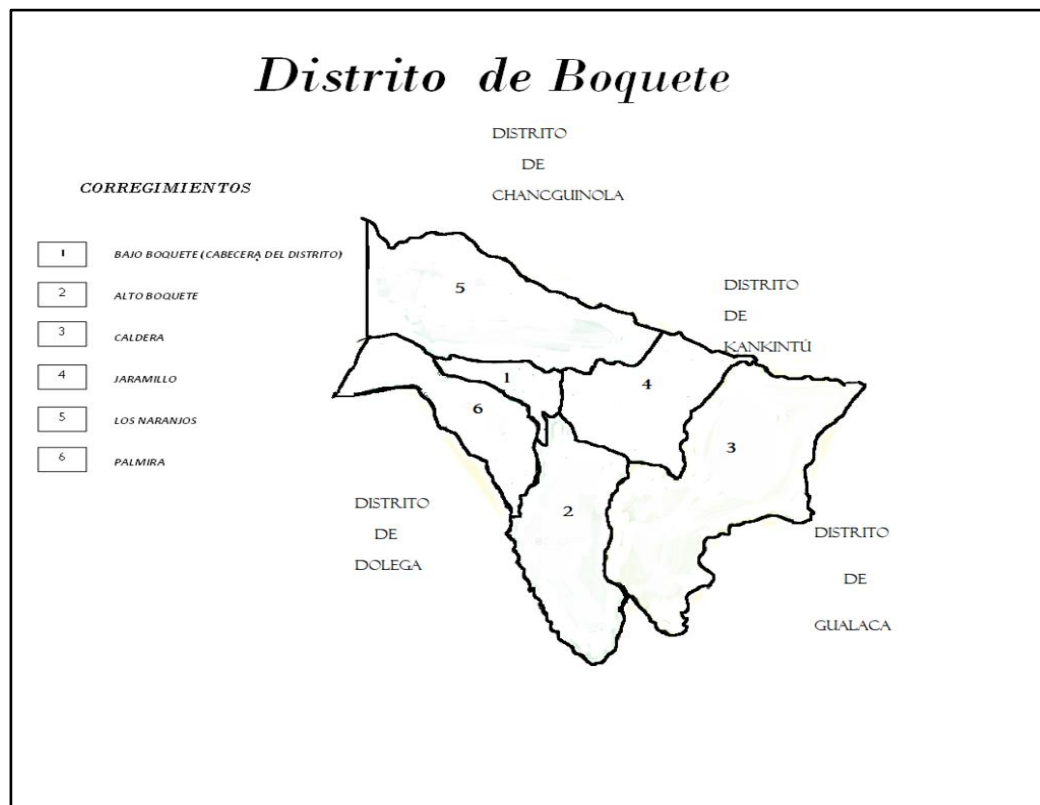 Distrito de Boquete
DISTRITO
DE
CHANCGUINOLA
CORREGIMIENTOS
1 BAJO BOQUETE (CABECERA DEL DISTRITO)
2 ALTO BOQUETE
3 CALDERA
4 JARAMILLO
5 LOS NARANJOS
6 PALMIRA
5
DISTRITO
DE
KANKINTÚ
1
4
6
3
2
DISTRITO
DE
DOLEGA
DISTRITO
DE
GUALACA